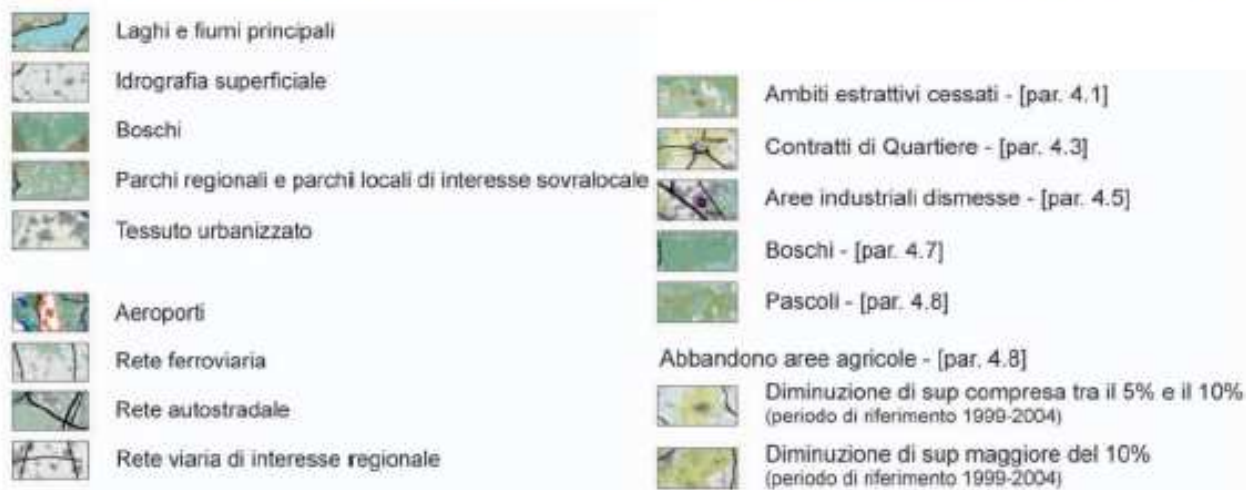 Laghi e fiumi principali
Idrografia superficiale
Boschi
Parchi regionali e parchi locali di interesse sovralocale
Tessuto urbanizzato
Aeroporti
Rete ferroviaria
Rete autostradale
Rete viaria di interesse regionale
Ambiti estrattivi cessati - [par. 4.1]
Contratti di Quartiere - [par. 4.3]
Aree industriali dismesse - [par. 4.5]
Boschi - [par. 4.7]
Pascoli - [par. 4.8]
Abbandono aree agricole - [par. 4.8]
Diminuzione di sup compresa tra il 5% e il 10%
(periodo di riferimento 1999-2004)
Diminuzione di sup maggiore del 10%
(periodo di riferimento 1999-2004)